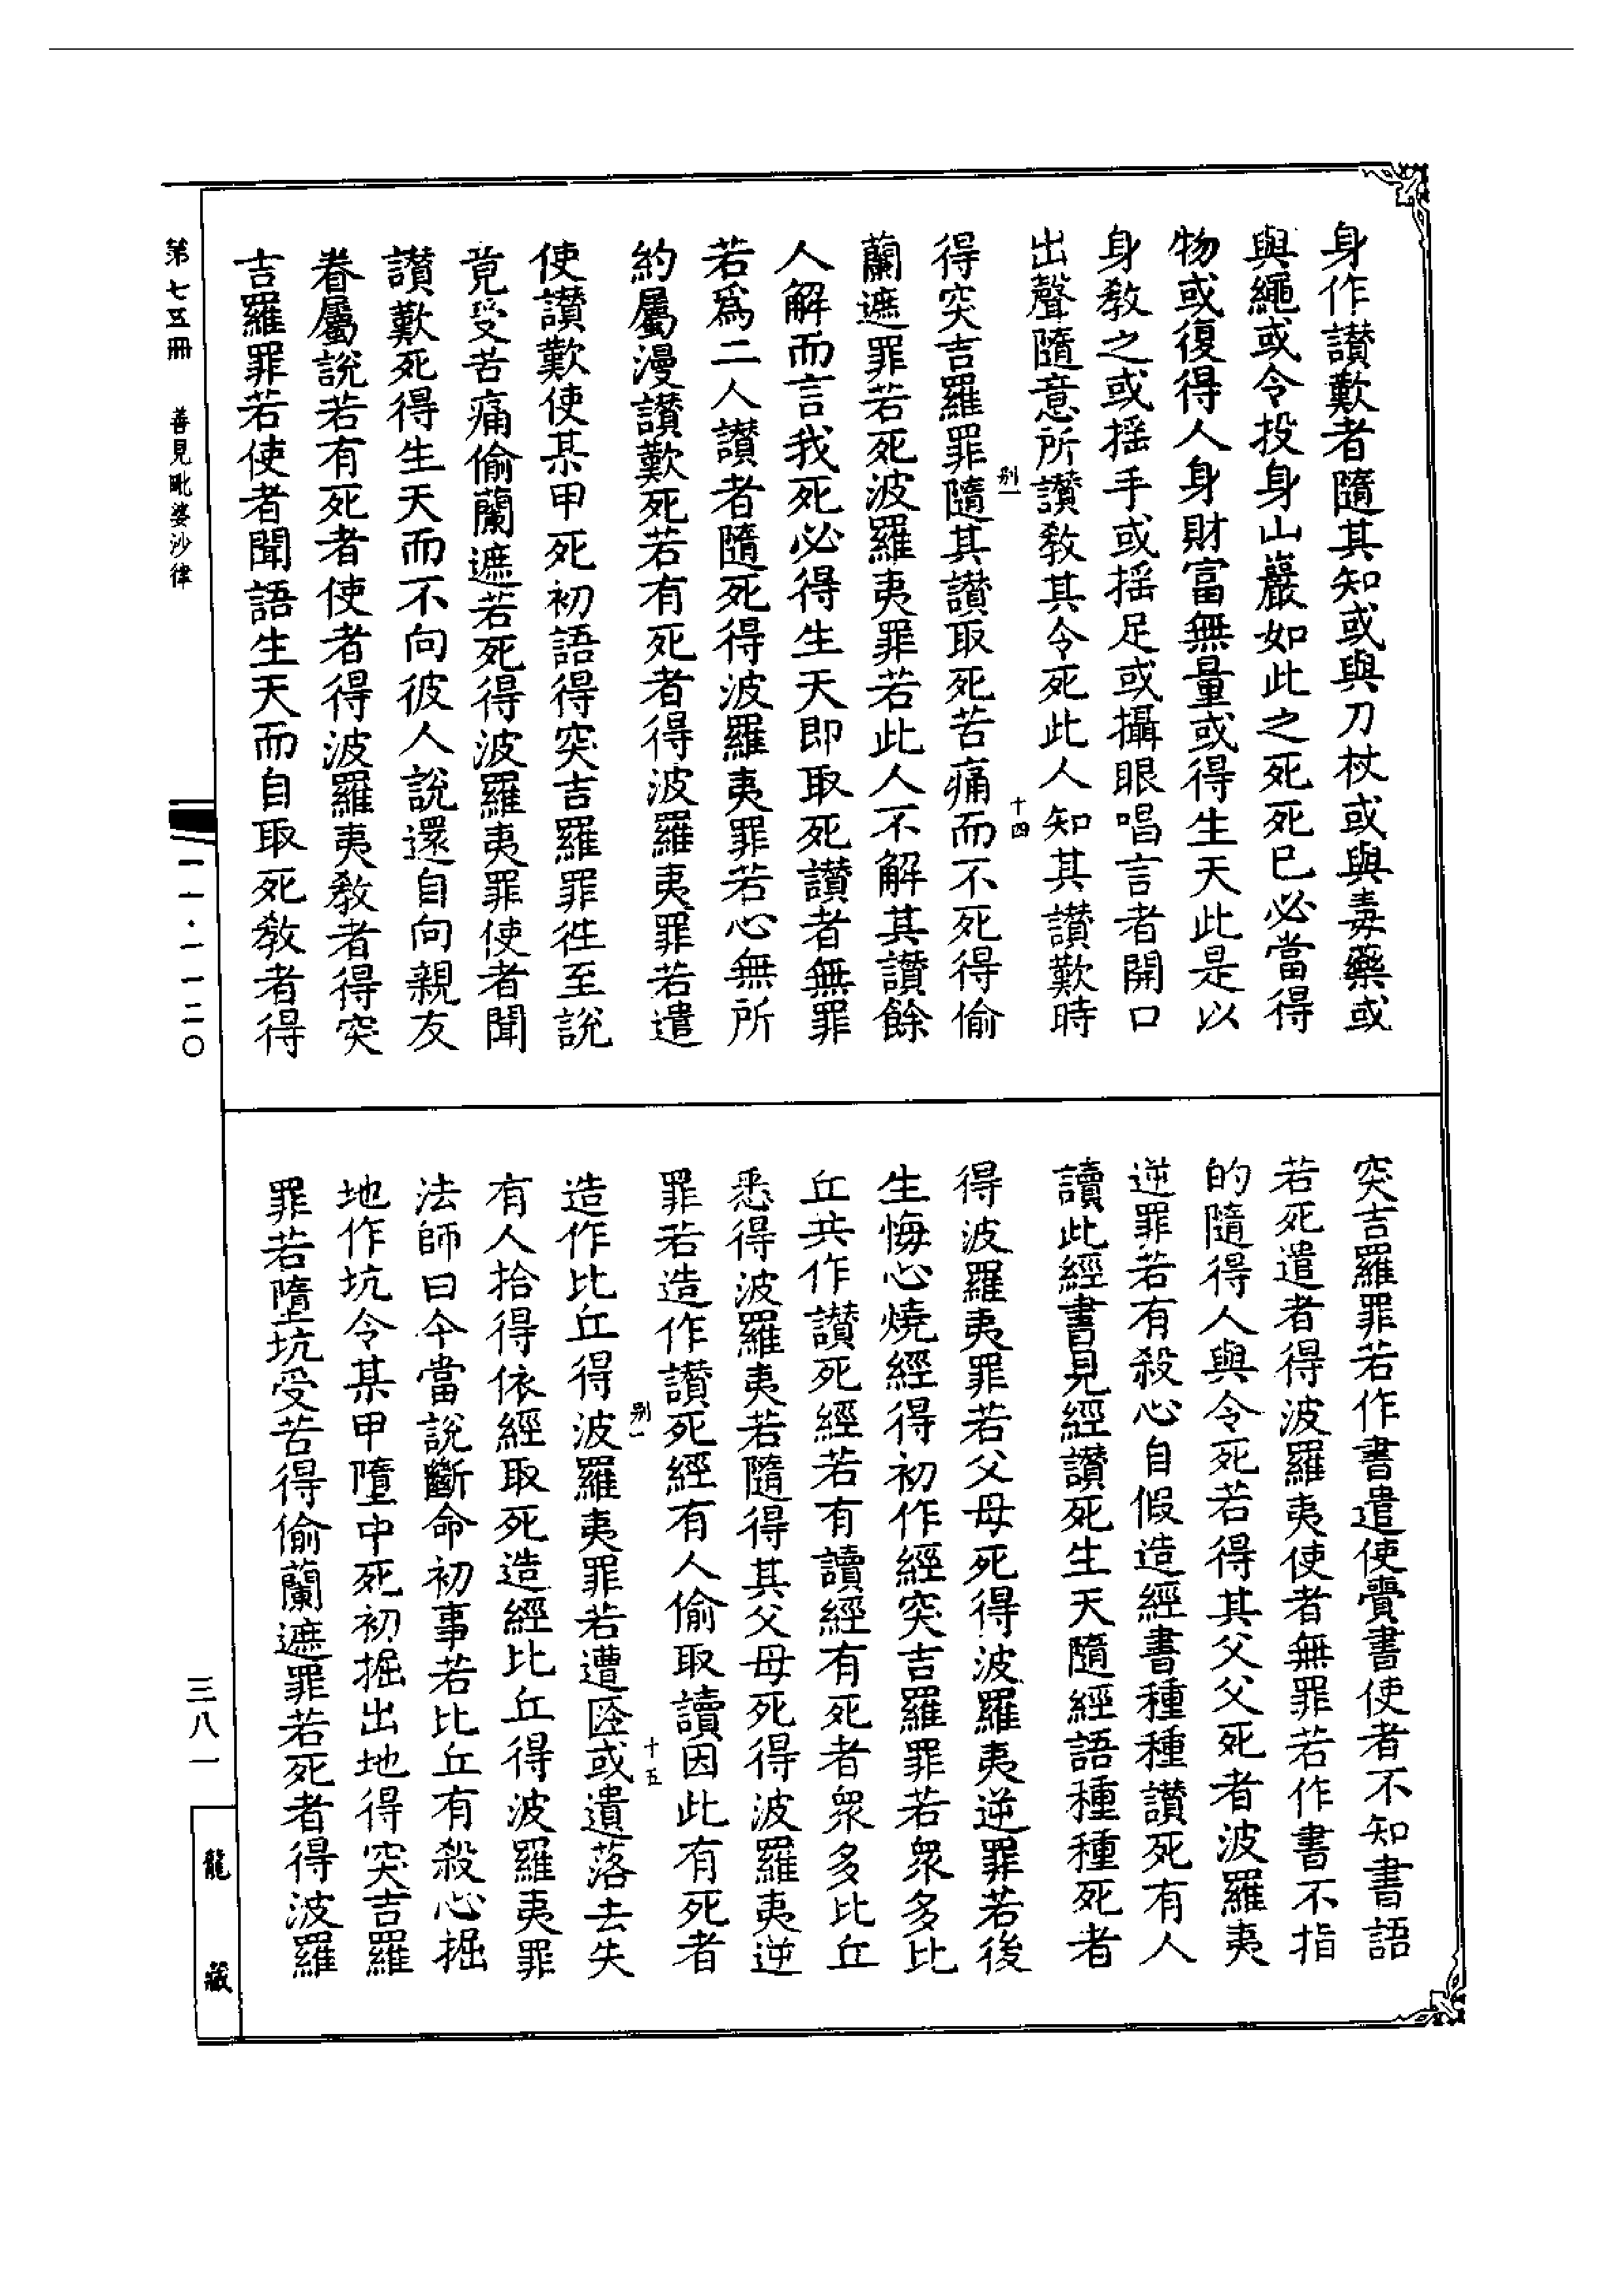 身作讃歎者隨其知或與刀杖或與毒藥或
與繩或令投身山巖如此之死死已必當得
物或復得人身財富無量或得生天此是以
身教之或揺手或揺足或攝眼唱言者開口
出聲隨意所讃教其令死此人知其讃歎時
別一
十四
得突吉羅罪隨其讃取死苦痛而不死得偷
蘭遮罪若死波羅夷罪若此人不解其讃餘
人解而言我死必得生天即取死讃者無罪
若爲二人讃者隨死得波羅夷罪若心無所
約屬漫讃歎死若有死者得波羅夷罪若遣
使讃歎使某甲死初語得突吉羅罪徃至說
竟受苦痛偷蘭遮若死得波羅夷罪使者聞
讃歎死得生天而不向彼人說還自向親友
眷屬說若有死者使者得波羅夷教者得突
吉羅罪若使者聞語生天而自取死教者得
突吉羅罪若作書遣使賷書使者不知書語
若死遣者得波羅夷使者無罪若作書不指
的隨得人與令死若得其父父死者波羅夷
逆罪若有殺心自假造經書種種讃死有人
讀此經書見經讃死生天隨經語種種死者
得波羅夷罪若父母死得波羅夷逆罪若後
生悔心燒經得初作經突吉羅罪若衆多比
丘共作讃死經若有讀經有死者衆多比丘
悉得波羅夷若隨得其父母死得波羅夷逆
罪若造作讃死經有人偷取讀因此有死者
別一
十五
造作比丘得波羅夷罪若遭匧或遺落去失
有人拾得依經取死造經比丘得波羅夷罪
法師曰今當說斷命初事若比丘有殺心掘
地作坑令某甲墮中死初掘出地得突吉羅
罪若墮坑受苦得偷蘭遮罪若死者得波羅
第七五冊　善見毗婆沙律
一一·一一二〇
三八一
龍藏